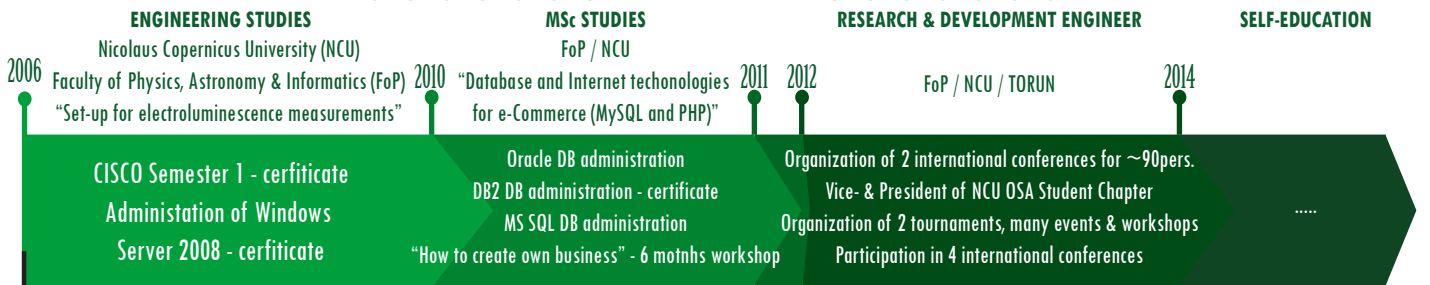 ENGINEERING STUDIES
Nicolaus Copernicus University (NCU)
Faculty of Physics, Astronomy & Informatics (FoP)
“Set-up for electroluminescence measurements”
MSc STUDIES
FoP / NCU
“Database and Internet techonologies
for e-Commerce (MySQL and PHP)”
RESEARCH & DEVELOPMENT ENGINEER
FoP / NCU / TORUN
SELF-EDUCATION
2006
2010
2011
2012
2014
CISCO Semester 1 - cerfiticate
Administation of Windows
Server 2008 - cerfiticate
Oracle DB administration
DB2 DB administration - certificate
MS SQL DB administration
“How to create own business” - 6 motnhs workshop
Organization of 2 international conferences for ~90pers.
Vice- & President of NCU OSA Student Chapter
Organization of 2 tournaments, many events & workshops
Participation in 4 international conferences
.....